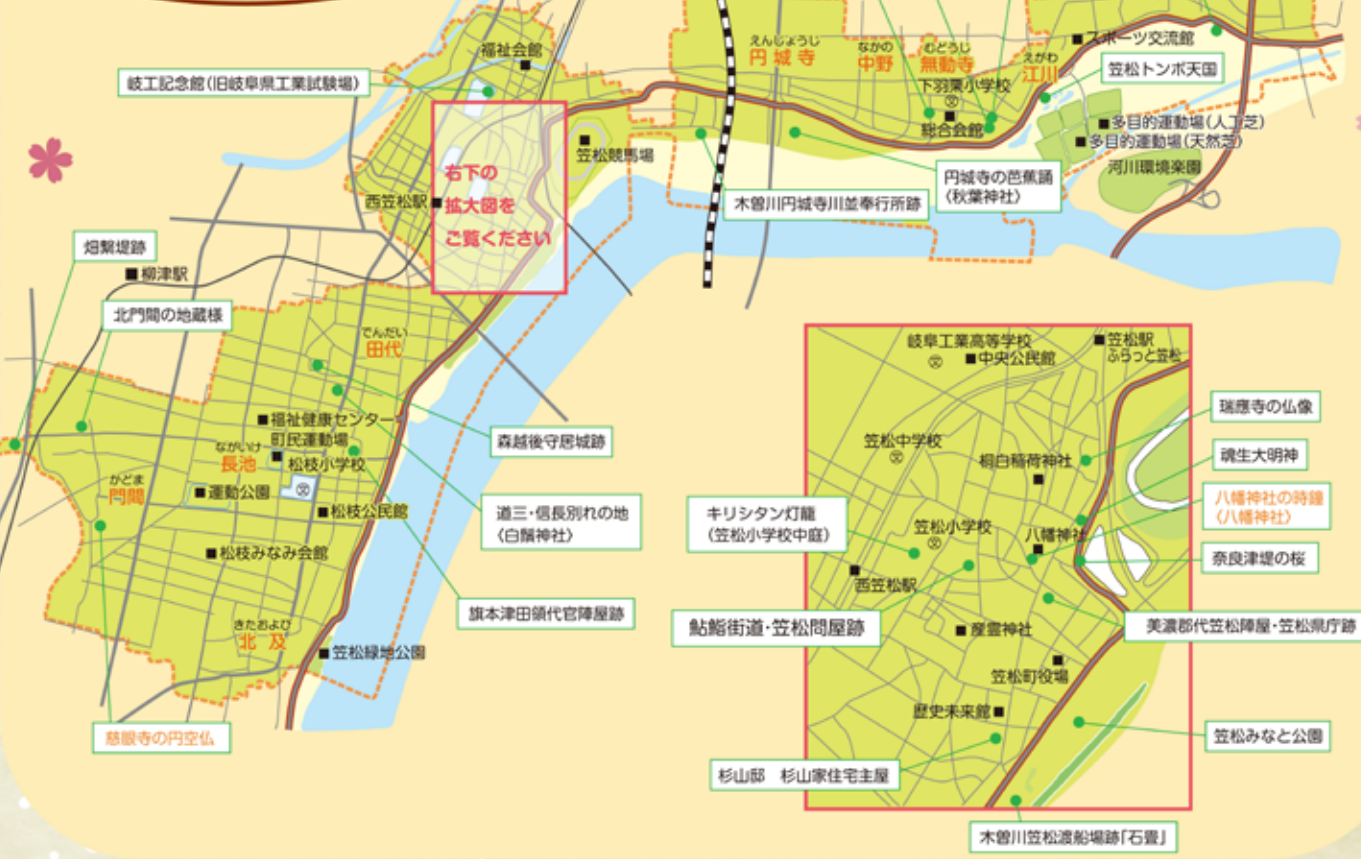 福祉会館
岐工記念館(旧岐阜県工業試験場)
えんじょうじ
円城寺
なかの
中野
むどうじ
無動寺
えがわ
江川
スポーツ交流館
笠松トンボ天国
下羽栗小学校
総合会館
多目的運動場(人工芝)
多目的運動場(天然芝)
河川環境楽園
笠松競馬場
円城寺の芭蕉踊
〈秋葉神社〉
木曽川円城寺川並奉行所跡
西笠松駅
右下の
拡大図を
ご覧ください
畑繋堤跡
柳津駅
北門間の地蔵様
でんだい
田代
福祉健康センター
町民運動場
ながいけ
長池
松枝小学校
かどま
門間
運動公園
松枝公民館
松枝みなみ会館
きたおよび
北及
笠松緑地公園
慈眼寺の円空仏
森越後守居城跡
道三・信長別れの地
〈白鬚神社〉
旗本津田領代官陣屋跡
岐阜工業高等学校
中央公民館
笠松駅
ふらっと笠松
笠松中学校
桐白稲荷神社
瑞應寺の仏像
魂生大明神
八幡神社の時鐘
〈八幡神社〉
奈良津堤の桜
キリシタン灯籠
(笠松小学校中庭)
笠松小学校
八幡神社
西笠松駅
鮎鮨街道・笠松問屋跡
産霊神社
美濃郡代笠松陣屋・笠松県庁跡
笠松町役場
歴史未来館
笠松みなと公園
杉山邸 杉山家住宅主屋
木曽川笠松渡船場跡「石畳」